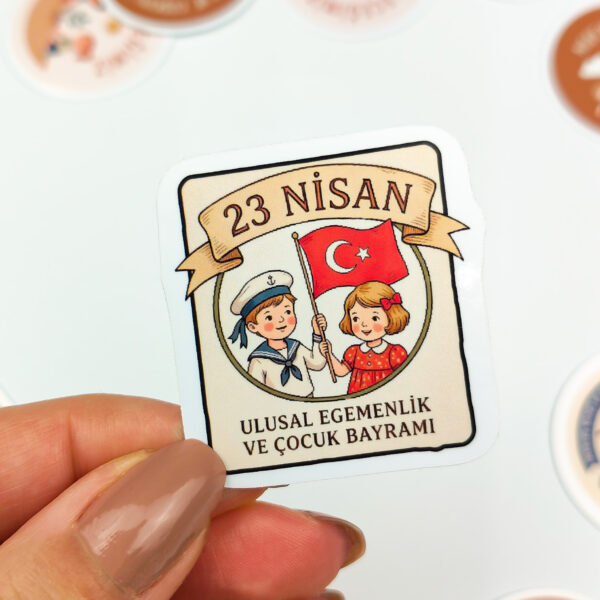 23 NİSAN
ULUSAL EGEMENLİK
VE ÇOCUK BAYRAMI